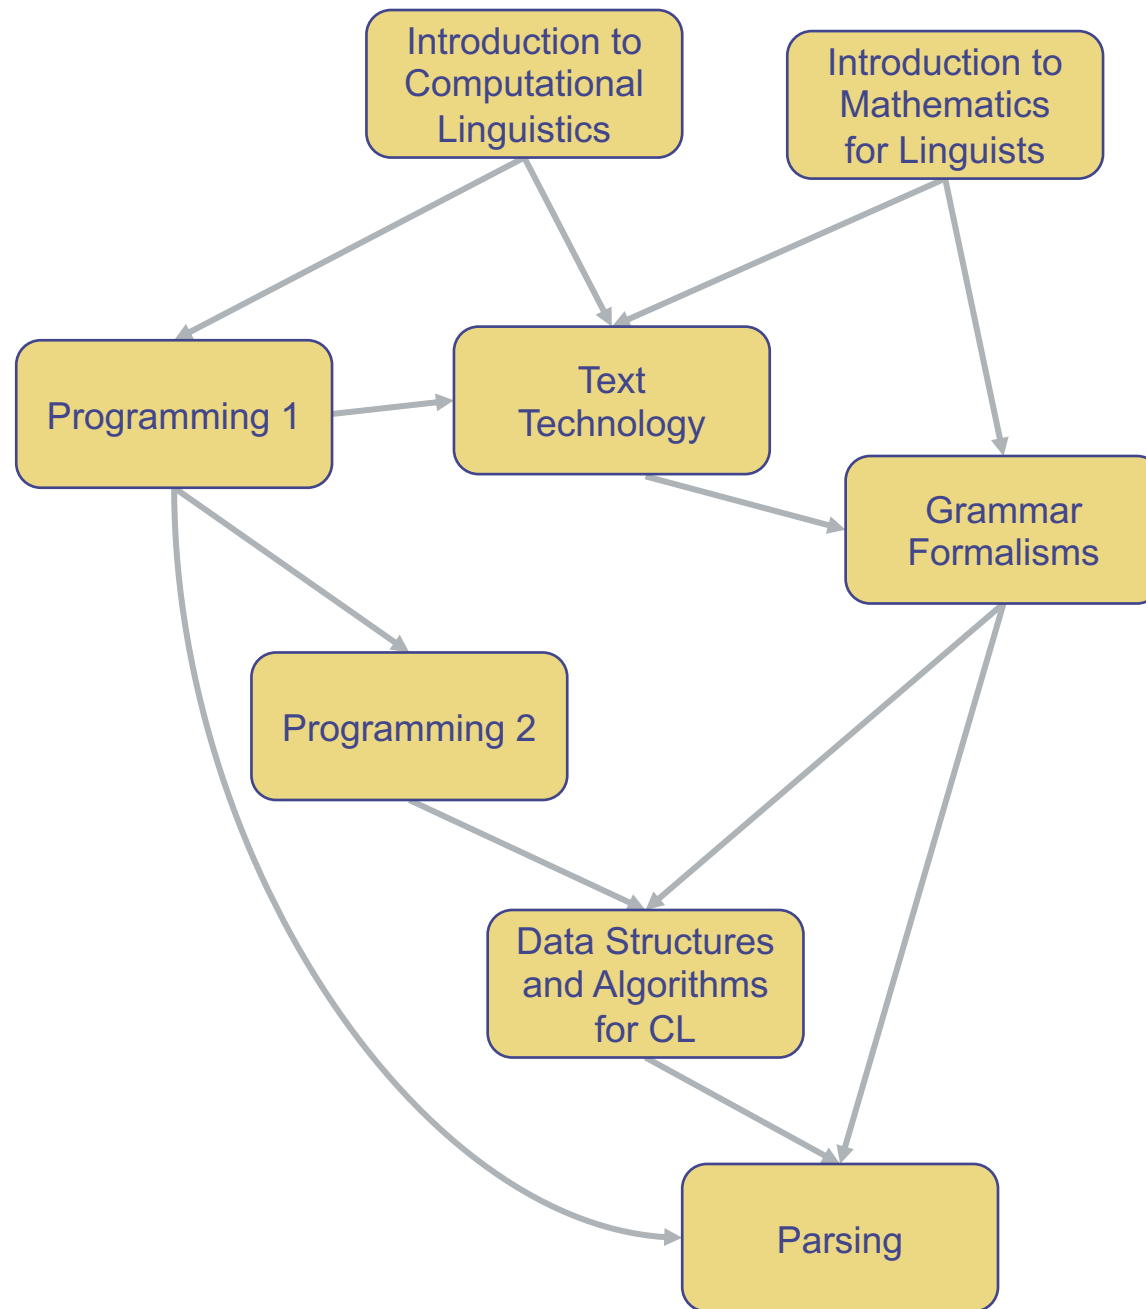 Introduction to
Computational
Linguistics
Introduction to
Mathematics
for Linguists
Programming 1
Text
Technology
Grammar
Formalisms
Programming 2
Data Structures
and Algorithms
for CL
Parsing